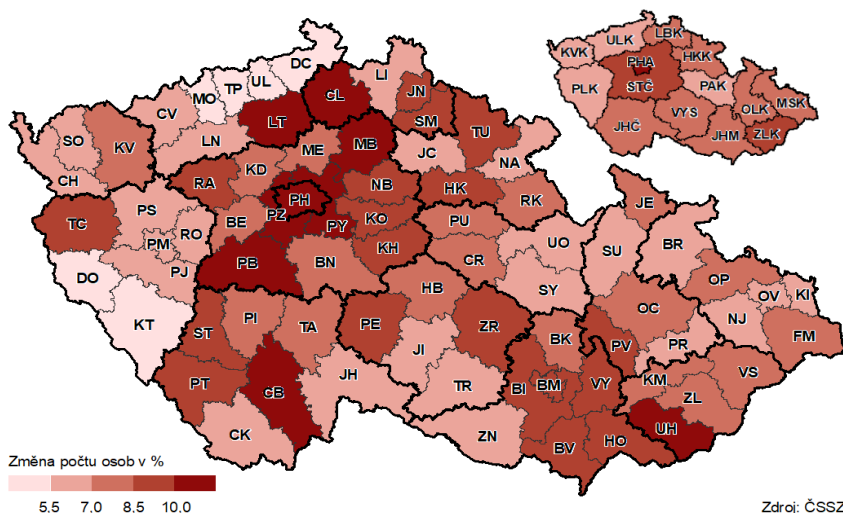 DC
LI
UL
TP
MO
CL
JN
CV
LT
SM
TU
LN
SO
KV
CH
MB
ME
JC
NA
KD
RA
PH
NB
HK
RK
PZ
PY
KO
BE
KH
PU
TC
PS
RO
PM
PJ
DO
KT
PB
BN
CR
UO
SU
JE
BR
SY
HB
OP
OV
KI
OC
NJ
FM
ST
PI
TA
PE
ZR
JI
BK
PV
PR
VS
PT
CB
JH
TR
BI
BM
VY
KM
ZL
CK
ZN
BV
HO
UH
KVK
ULK
LBK
HKK
PHA
STČ
PAK
PLK
VYS
OLK
MSK
JHČ
JHM
ZLK
Změna počtu osob v %
5,5 7,0 8,5 10,0
Zdroj: ČSSZ